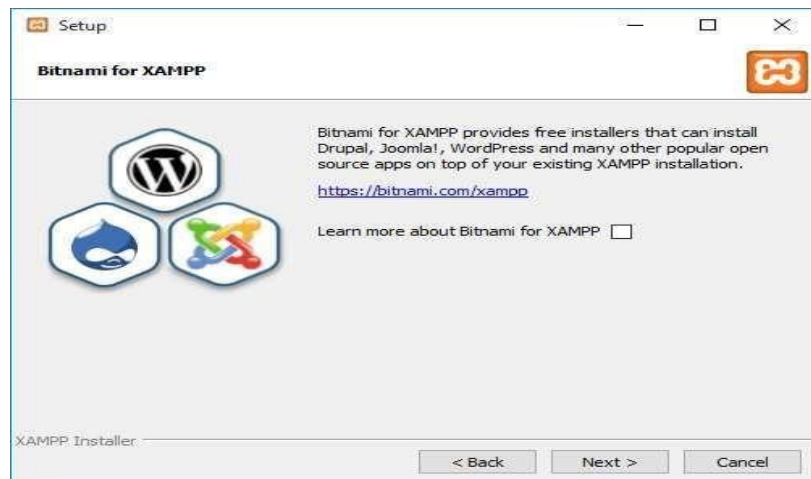 Setup
Bitnami for XAMPP
Bitnami for XAMPP provides free installers that can install
Drupal, Joomla!, WordPress and many other popular open
source apps on top of your existing XAMPP installation.
https://bitnami.com/xampp
Learn more about Bitnami for XAMPP
XAMPP Installer
< Back Next > Cancel